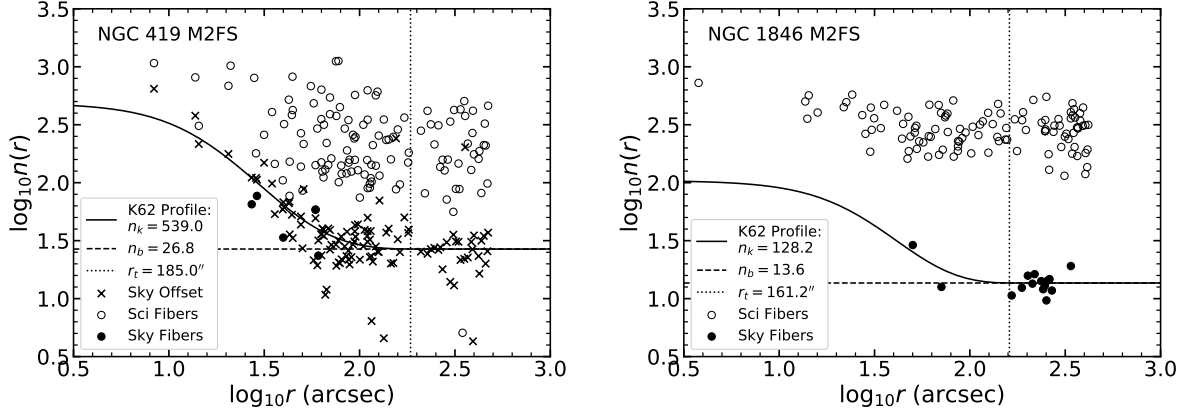 NGC 419 M2FS
log₁₀n(r)
3.5
3.0
2.5
2.0
1.5
1.0
0.5
K62 Profile:
nₖ = 539.0
n_b = 26.8
rₜ = 185.0″
Sky Offset
Sci Fibers
Sky Fibers
0.5 1.0 1.5 2.0 2.5 3.0
log₁₀r (arcsec)
NGC 1846 M2FS
log₁₀n(r)
3.5
3.0
2.5
2.0
1.5
1.0
0.5
K62 Profile:
nₖ = 128.2
n_b = 13.6
rₜ = 161.2″
Sci Fibers
Sky Fibers
0.5 1.0 1.5 2.0 2.5 3.0
log₁₀r (arcsec)